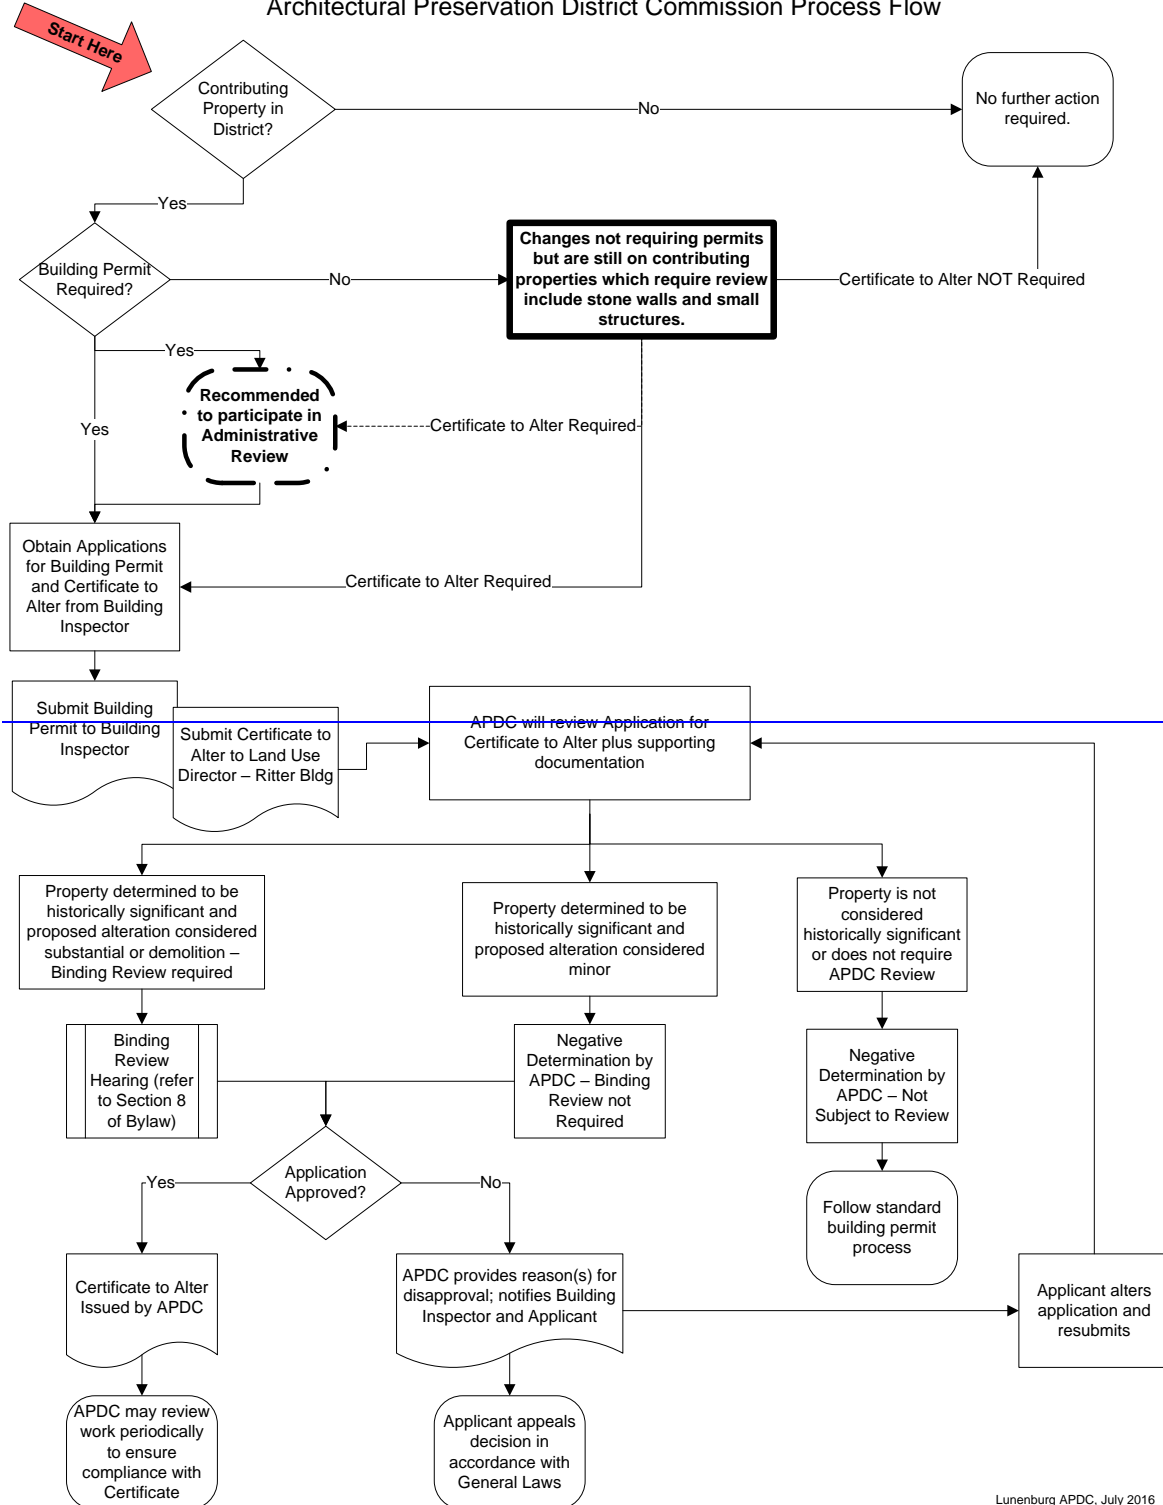 Architectural Preservation District Commission Process Flow
Start Here
Contributing
Property in
District?
No
No further action
required.
Yes
Building Permit
Required?
No
Changes not requiring permits
but are still on contributing
properties which require review
include stone walls and small
structures.
Certificate to Alter NOT Required
Yes
Recommended
to participate in
Administrative
Review
Certificate to Alter Required
Yes
Obtain Applications
for Building Permit
and Certificate to
Alter from Building
Inspector
Certificate to Alter Required
Submit Building
Permit to Building
Inspector
Submit Certificate to
Alter to Land Use
Director – Ritter Bldg
APDC will review Application for
Certificate to Alter plus supporting
documentation
Property determined to be
historically significant and
proposed alteration considered
substantial or demolition –
Binding Review required
Property determined to be
historically significant and
proposed alteration considered
minor
Property is not
considered
historically significant
or does not require
APDC Review
Binding
Review
Hearing (refer
to Section 8
of Bylaw)
Negative
Determination by
APDC – Binding
Review not
Required
Negative
Determination by
APDC – Not
Subject to Review
Application
Approved?
Yes
No
Follow standard
building permit
process
Certificate to Alter
Issued by APDC
APDC provides reason(s) for
disapproval; notifies Building
Inspector and Applicant
Applicant alters
application and
resubmits
APDC may review
work periodically
to ensure
compliance with
Certificate
Applicant appeals
decision in
accordance with
General Laws
Lunenburg APDC, July 2016